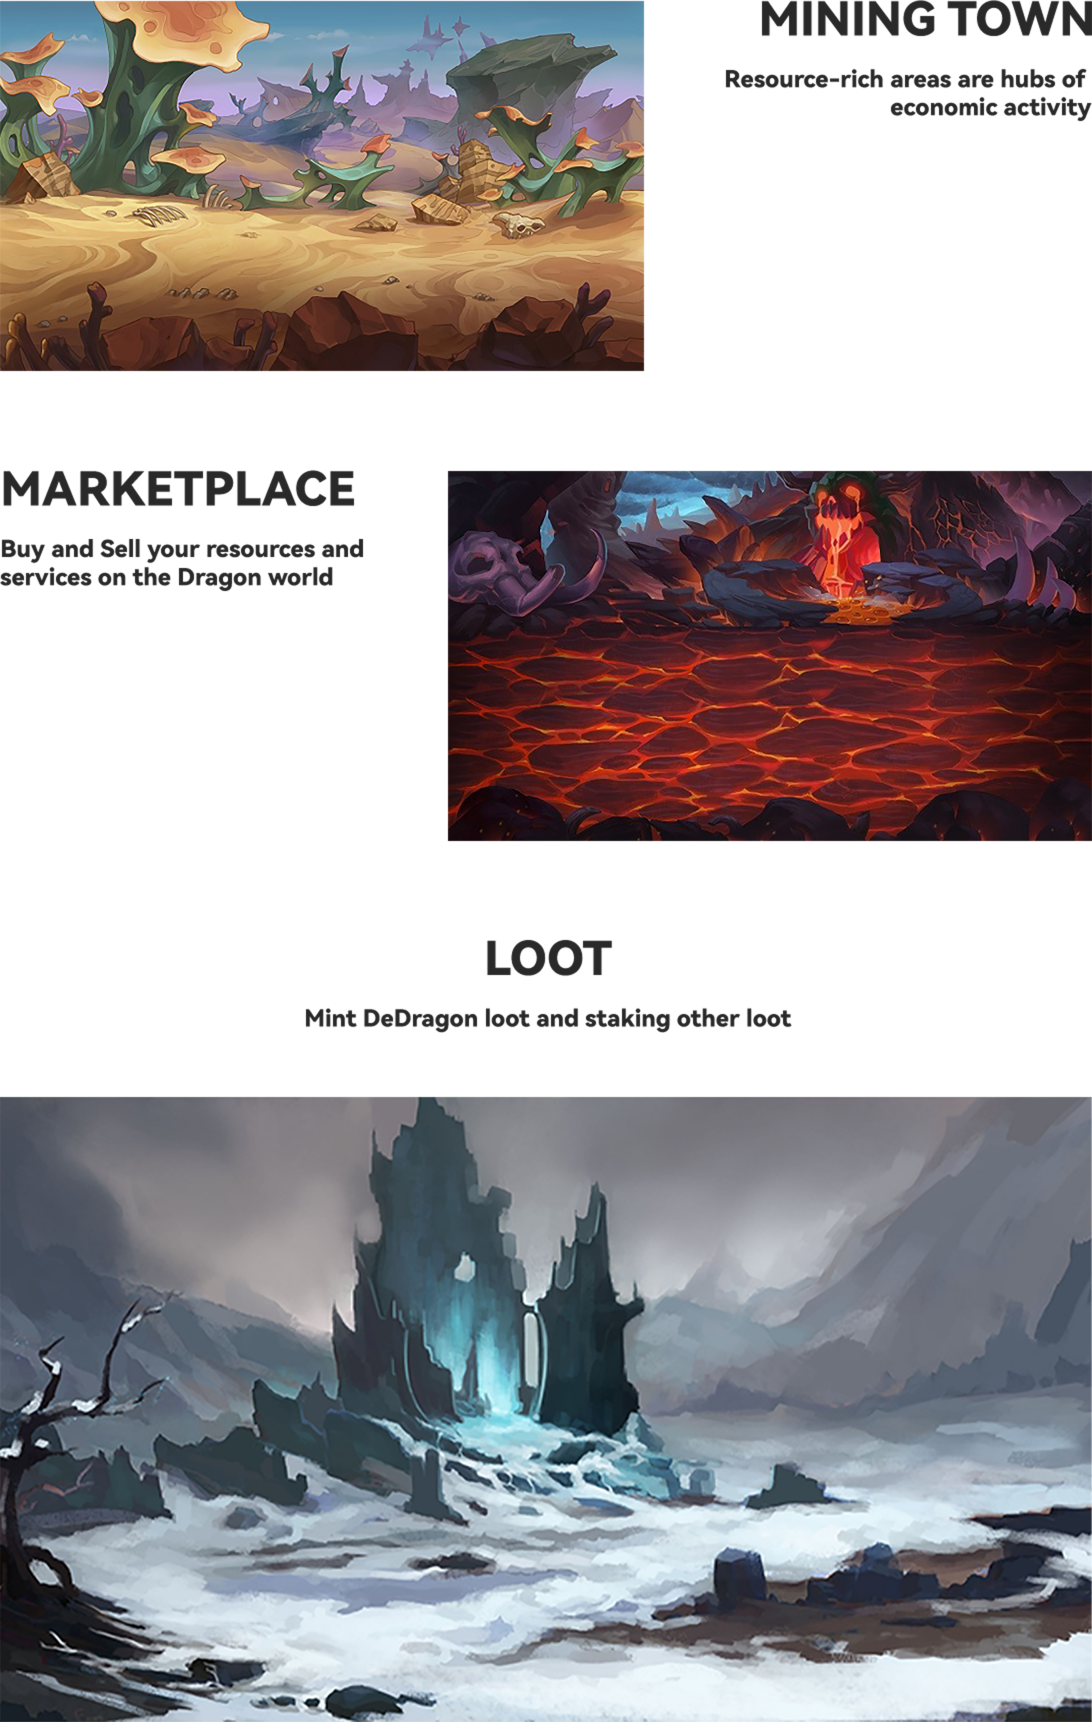 MINING TOWN
Resource-rich areas are hubs of
economic activity
MARKETPLACE
Buy and Sell your resources and
services on the Dragon world
LOOT
Mint DeDragon loot and staking other loot